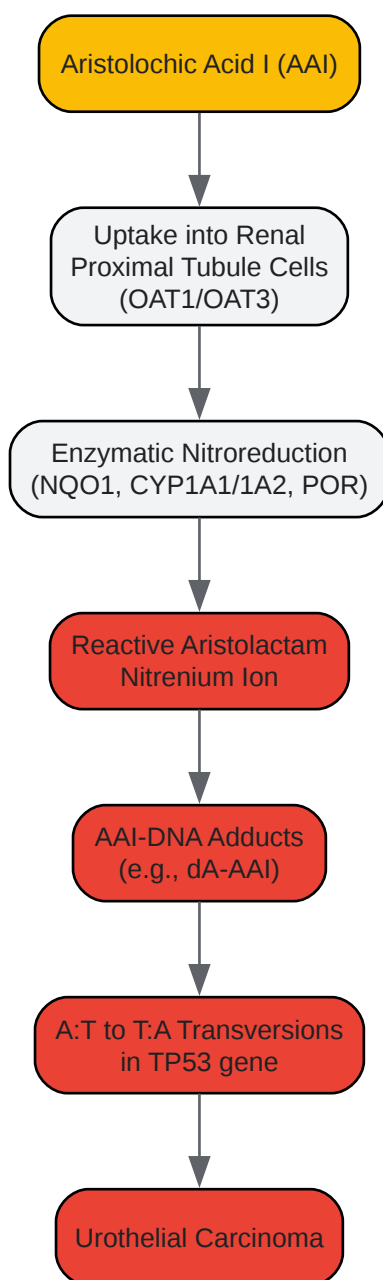 Aristolochic Acid I (AAI)
Uptake into Renal
Proximal Tubule Cells
(OAT1/OAT3)
Enzymatic Nitroreduction
(NQO1, CYP1A1/1A2, POR)
Reactive Aristolactam
Nitrenium Ion
AAI-DNA Adducts
(e.g., dA-AAI)
A:T to T:A Transversions
in TP53 gene
Urothelial Carcinoma